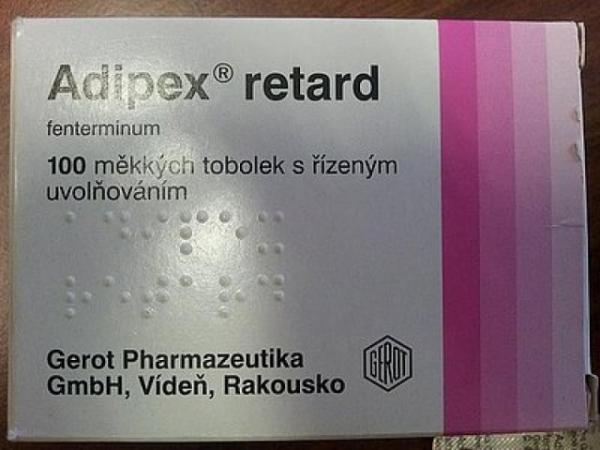 Adipex® retard
fenterminum
100 měkkých tobolek s řízeným
uvolňováním
Gerot Pharmazeutika
GmbH, Vídeň, Rakousko
GEROT